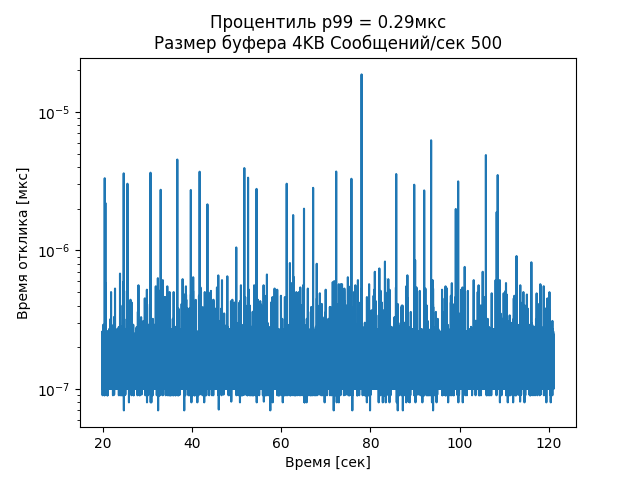 Процентиль p99 = 0.29мкс
Размер буфера 4KB Сообщений/сек 500
Время отклика [мкс]
10⁻⁵
10⁻⁶
10⁻⁷
20 40 60 80 100 120
Время [сек]